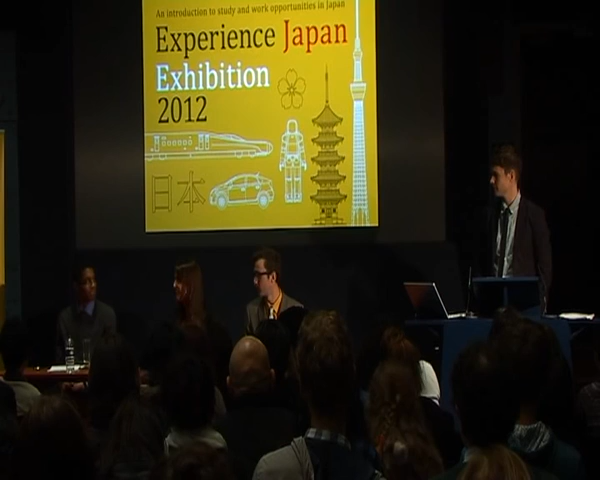 An introduction to study and work opportunities in Japan
Experience Japan
Exhibition
2012
日本